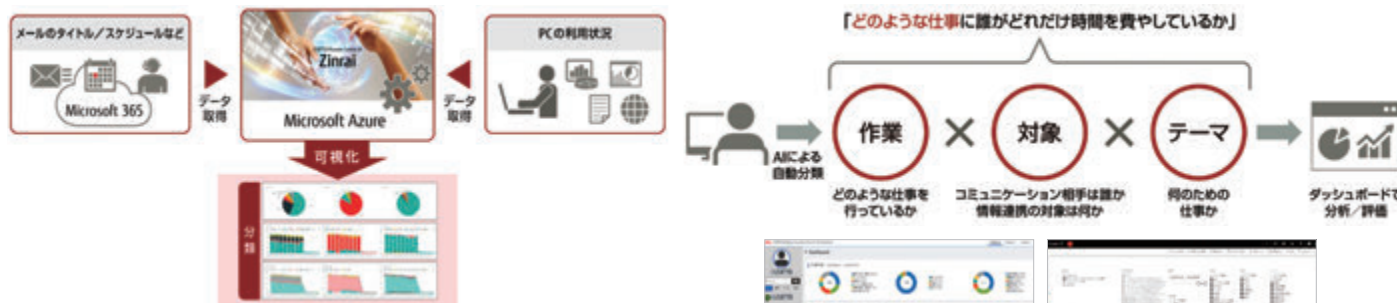 メールのタイトル／スケジュールなど
Microsoft 365
データ
取得
Zinrai
Microsoft Azure
データ
取得
PCの利用状況
可視化
分類
「どのような仕事に誰がどれだけ時間を費やしているか」
AIによる
自動分類
作業
×
対象
×
テーマ
どのような仕事を
行っているか
コミュニケーション相手は誰か
情報連携の対象は何か
何のための
仕事か
ダッシュボードで
分析／評価